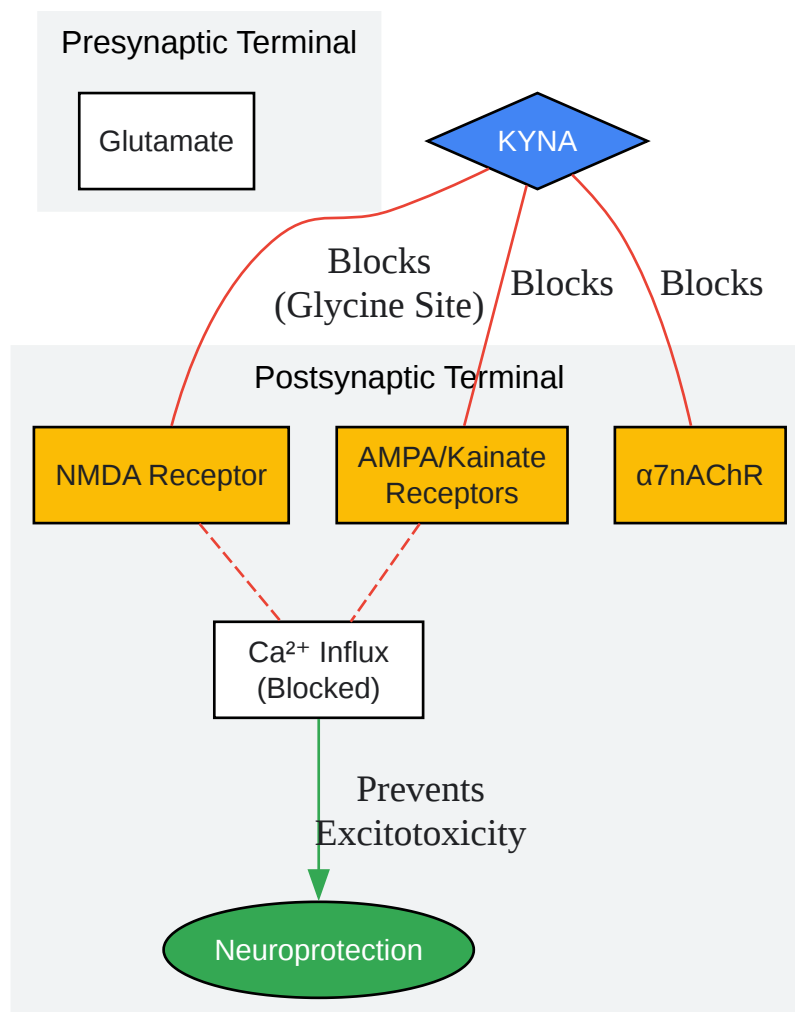 Presynaptic Terminal
Glutamate
KYNA
Blocks
(Glycine Site)
Blocks
Blocks
Postsynaptic Terminal
NMDA Receptor
AMPA/Kainate
Receptors
α7nAChR
Ca²⁺ Influx
(Blocked)
Prevents
Excitotoxicity
Neuroprotection